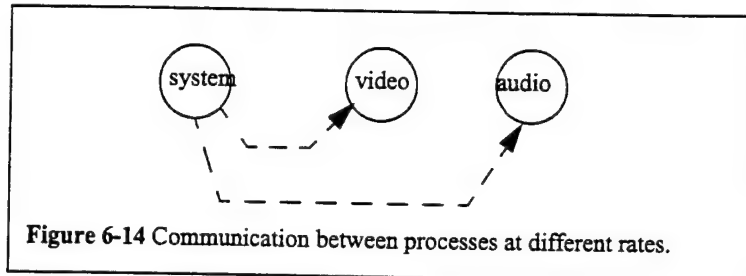 system video audio
Figure 6-14 Communication between processes at different rates.